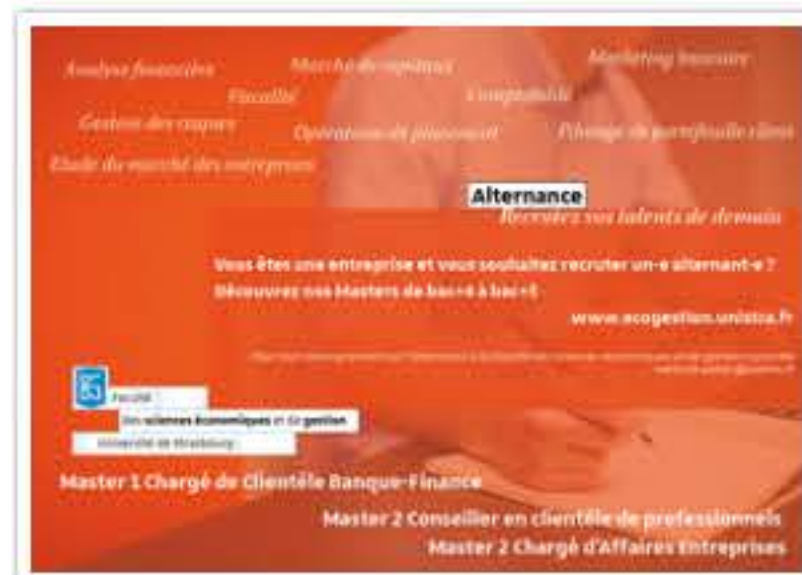 Analyse financière
Marché de capitaux
Marketing bancaire
Fiscalité
Comptabilité
Gestion des risques
Opérations de placement
Pilotage de portefeuille client
Etude du marché des entreprises
Alternance
Recrutez vos talents de demain
Vous êtes une entreprise et vous souhaitez recruter un-e alternant-e ?
Découvrez nos Masters de bac+4 à bac+5
www.ecogestion.unistra.fr
Faculté
des sciences économiques et de gestion
Université de Strasbourg
Master 1 Chargé de Clientèle Banque-Finance
Master 2 Conseiller en clientèle de professionnels
Master 2 Chargé d'Affaires Entreprises